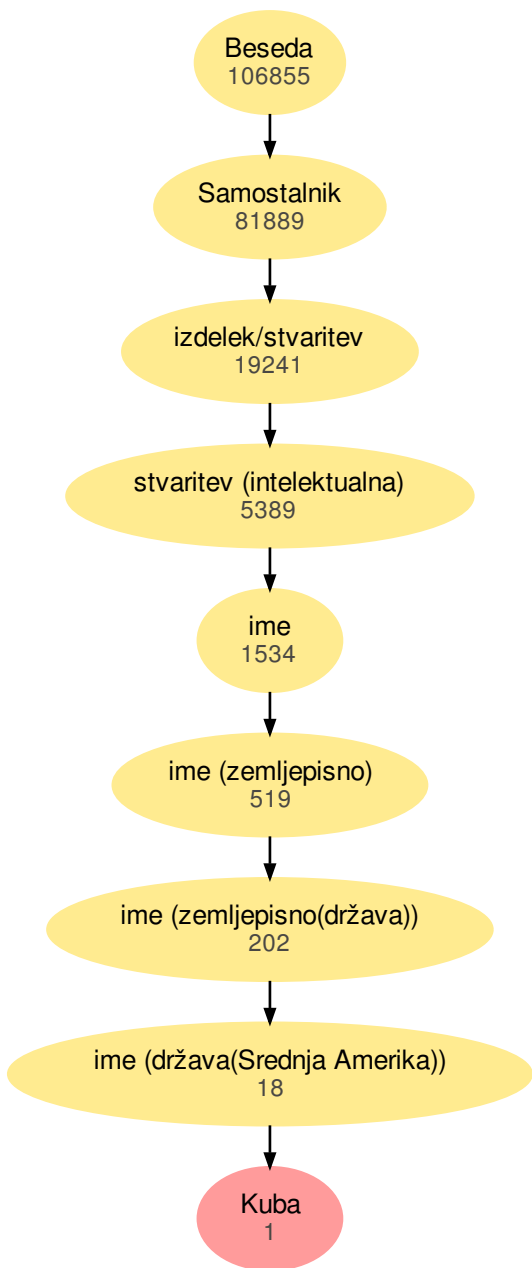 Beseda
106855
Samostalnik
81889
izdelek/stvaritev
19241
stvaritev (intelektualna)
5389
ime
1534
ime (zemljepisno)
519
ime (zemljepisno(država))
202
ime (država(Srednja Amerika))
18
Kuba
1